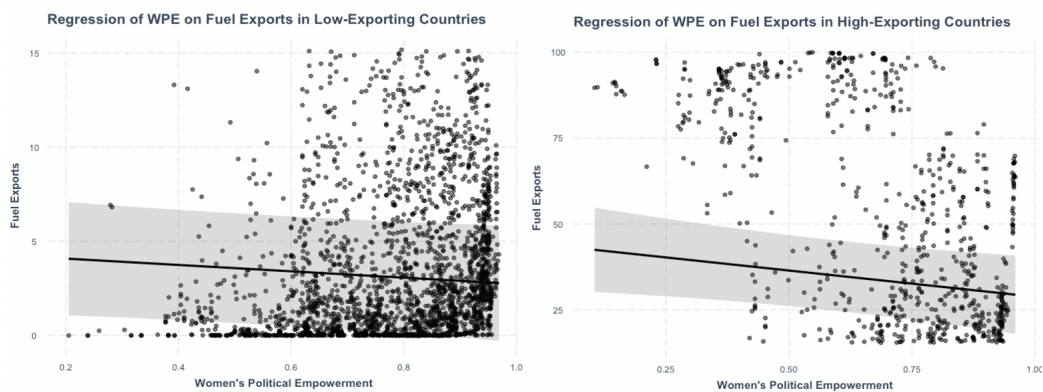 Regression of WPE on Fuel Exports in Low-Exporting Countries
15
10
5
0
Fuel Exports
0.2 0.4 0.6 0.8 1.0
Women's Political Empowerment
Regression of WPE on Fuel Exports in High-Exporting Countries
100
75
50
25
Fuel Exports
0.25 0.50 0.75 1.00
Women's Political Empowerment